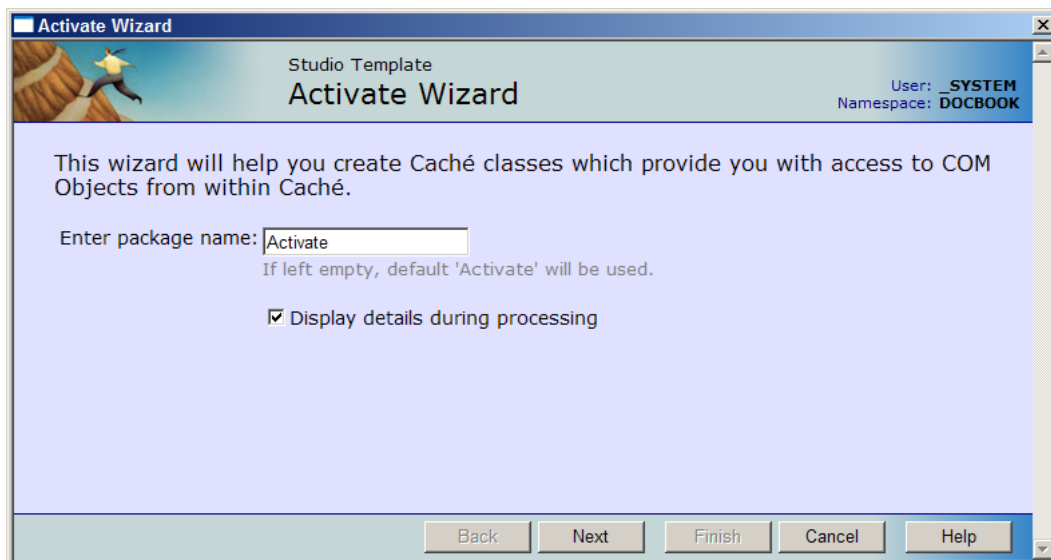 Activate Wizard
Studio Template
Activate Wizard
User: _SYSTEM
Namespace: DOCBOOK
This wizard will help you create Caché classes which provide you with access to COM
Objects from within Caché.
Enter package name: Activate
If left empty, default 'Activate' will be used.
Display details during processing
Back Next Finish Cancel Help